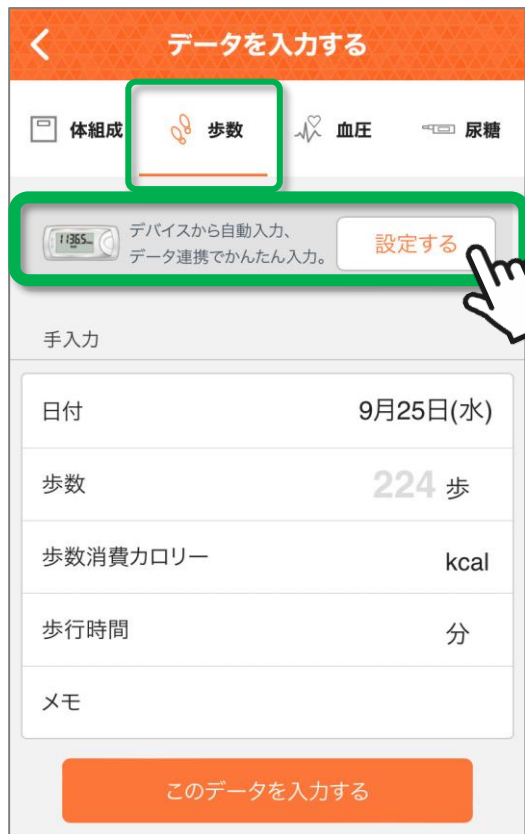 データを入力する
体組成
歩数
血圧
尿糖
デバイスから自動入力、
データ連携でかんたん入力。
設定する
手入力
日付 9月25日(水)
歩数 224 歩
歩数消費カロリー kcal
歩行時間 分
メモ
このデータを入力する